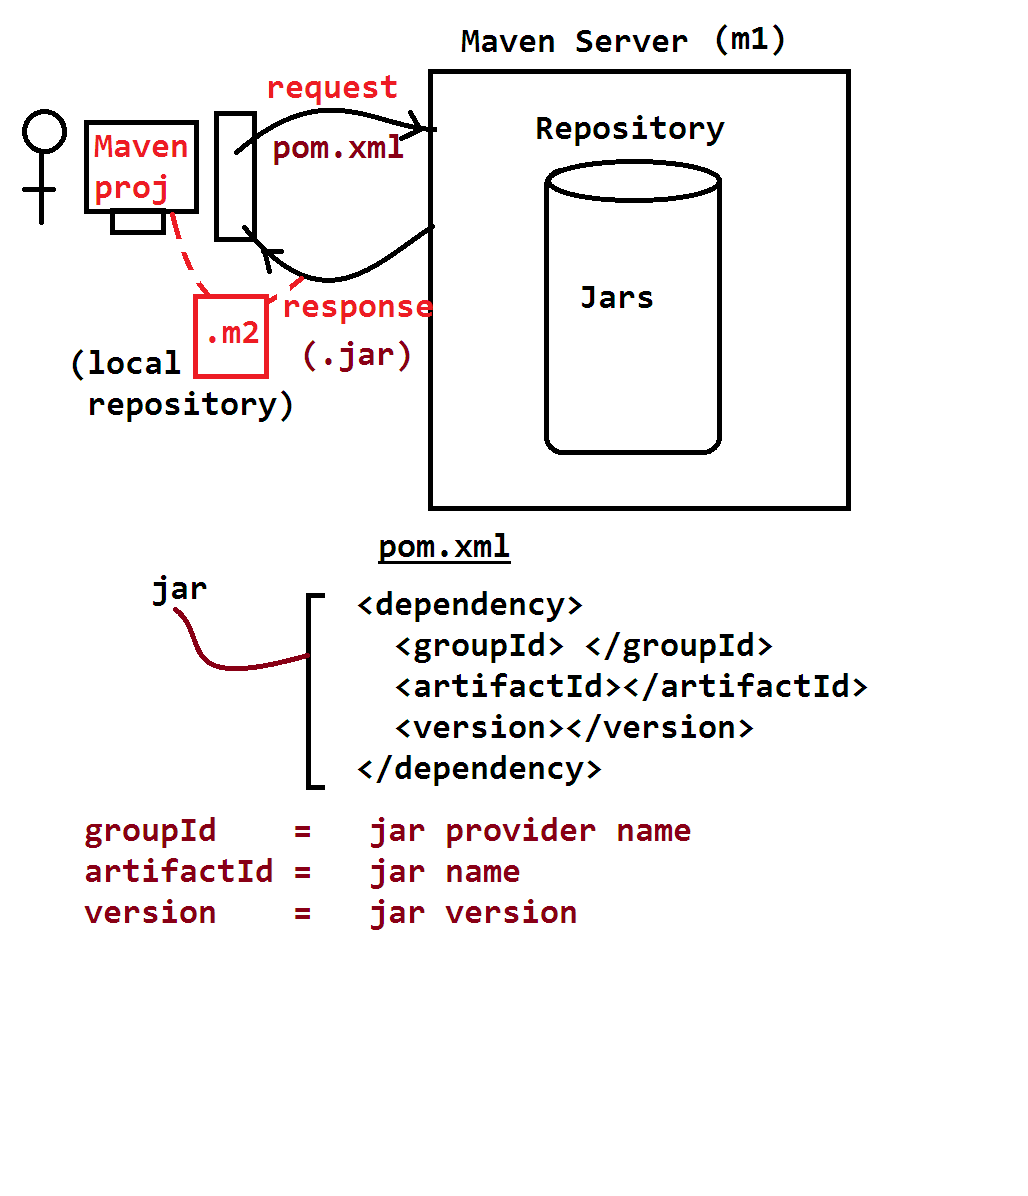 Maven Server (m1)
request
Repository
Maven
proj
pom.xml
Jars
response
.m2
(.jar)
(local
repository)
pom.xml
jar
<dependency>
<groupId> </groupId>
<artifactId></artifactId>
<version></version>
</dependency>
groupId = jar provider name
artifactId = jar name
version = jar version